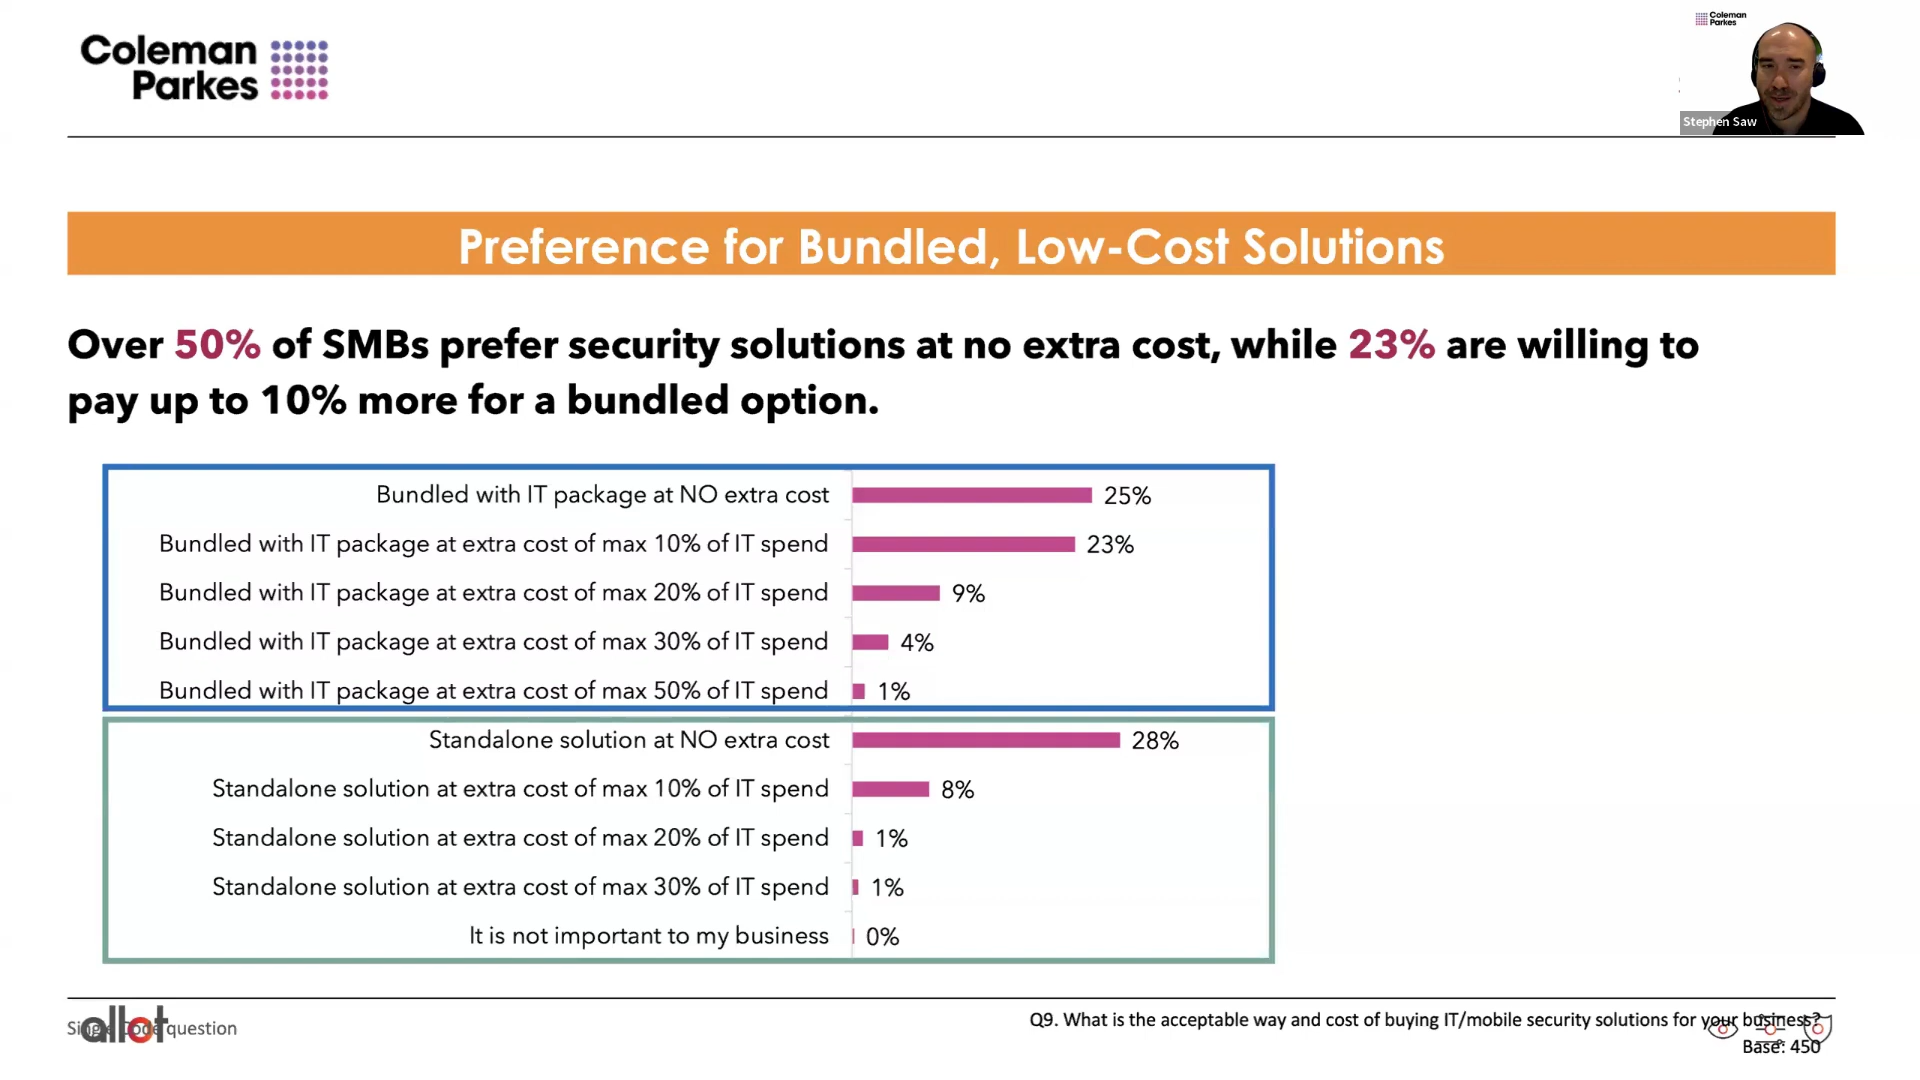 Coleman
Parkes
Coleman
Parkes
Stephen Saw
Preference for Bundled, Low-Cost Solutions
Over 50% of SMBs prefer security solutions at no extra cost, while 23% are willing to
pay up to 10% more for a bundled option.
Bundled with IT package at NO extra cost 25%
Bundled with IT package at extra cost of max 10% of IT spend 23%
Bundled with IT package at extra cost of max 20% of IT spend 9%
Bundled with IT package at extra cost of max 30% of IT spend 4%
Bundled with IT package at extra cost of max 50% of IT spend 1%
Standalone solution at NO extra cost 28%
Standalone solution at extra cost of max 10% of IT spend 8%
Standalone solution at extra cost of max 20% of IT spend 1%
Standalone solution at extra cost of max 30% of IT spend 1%
It is not important to my business 0%
Single Code question
allot
Q9. What is the acceptable way and cost of buying IT/mobile security solutions for your business?
Base: 450